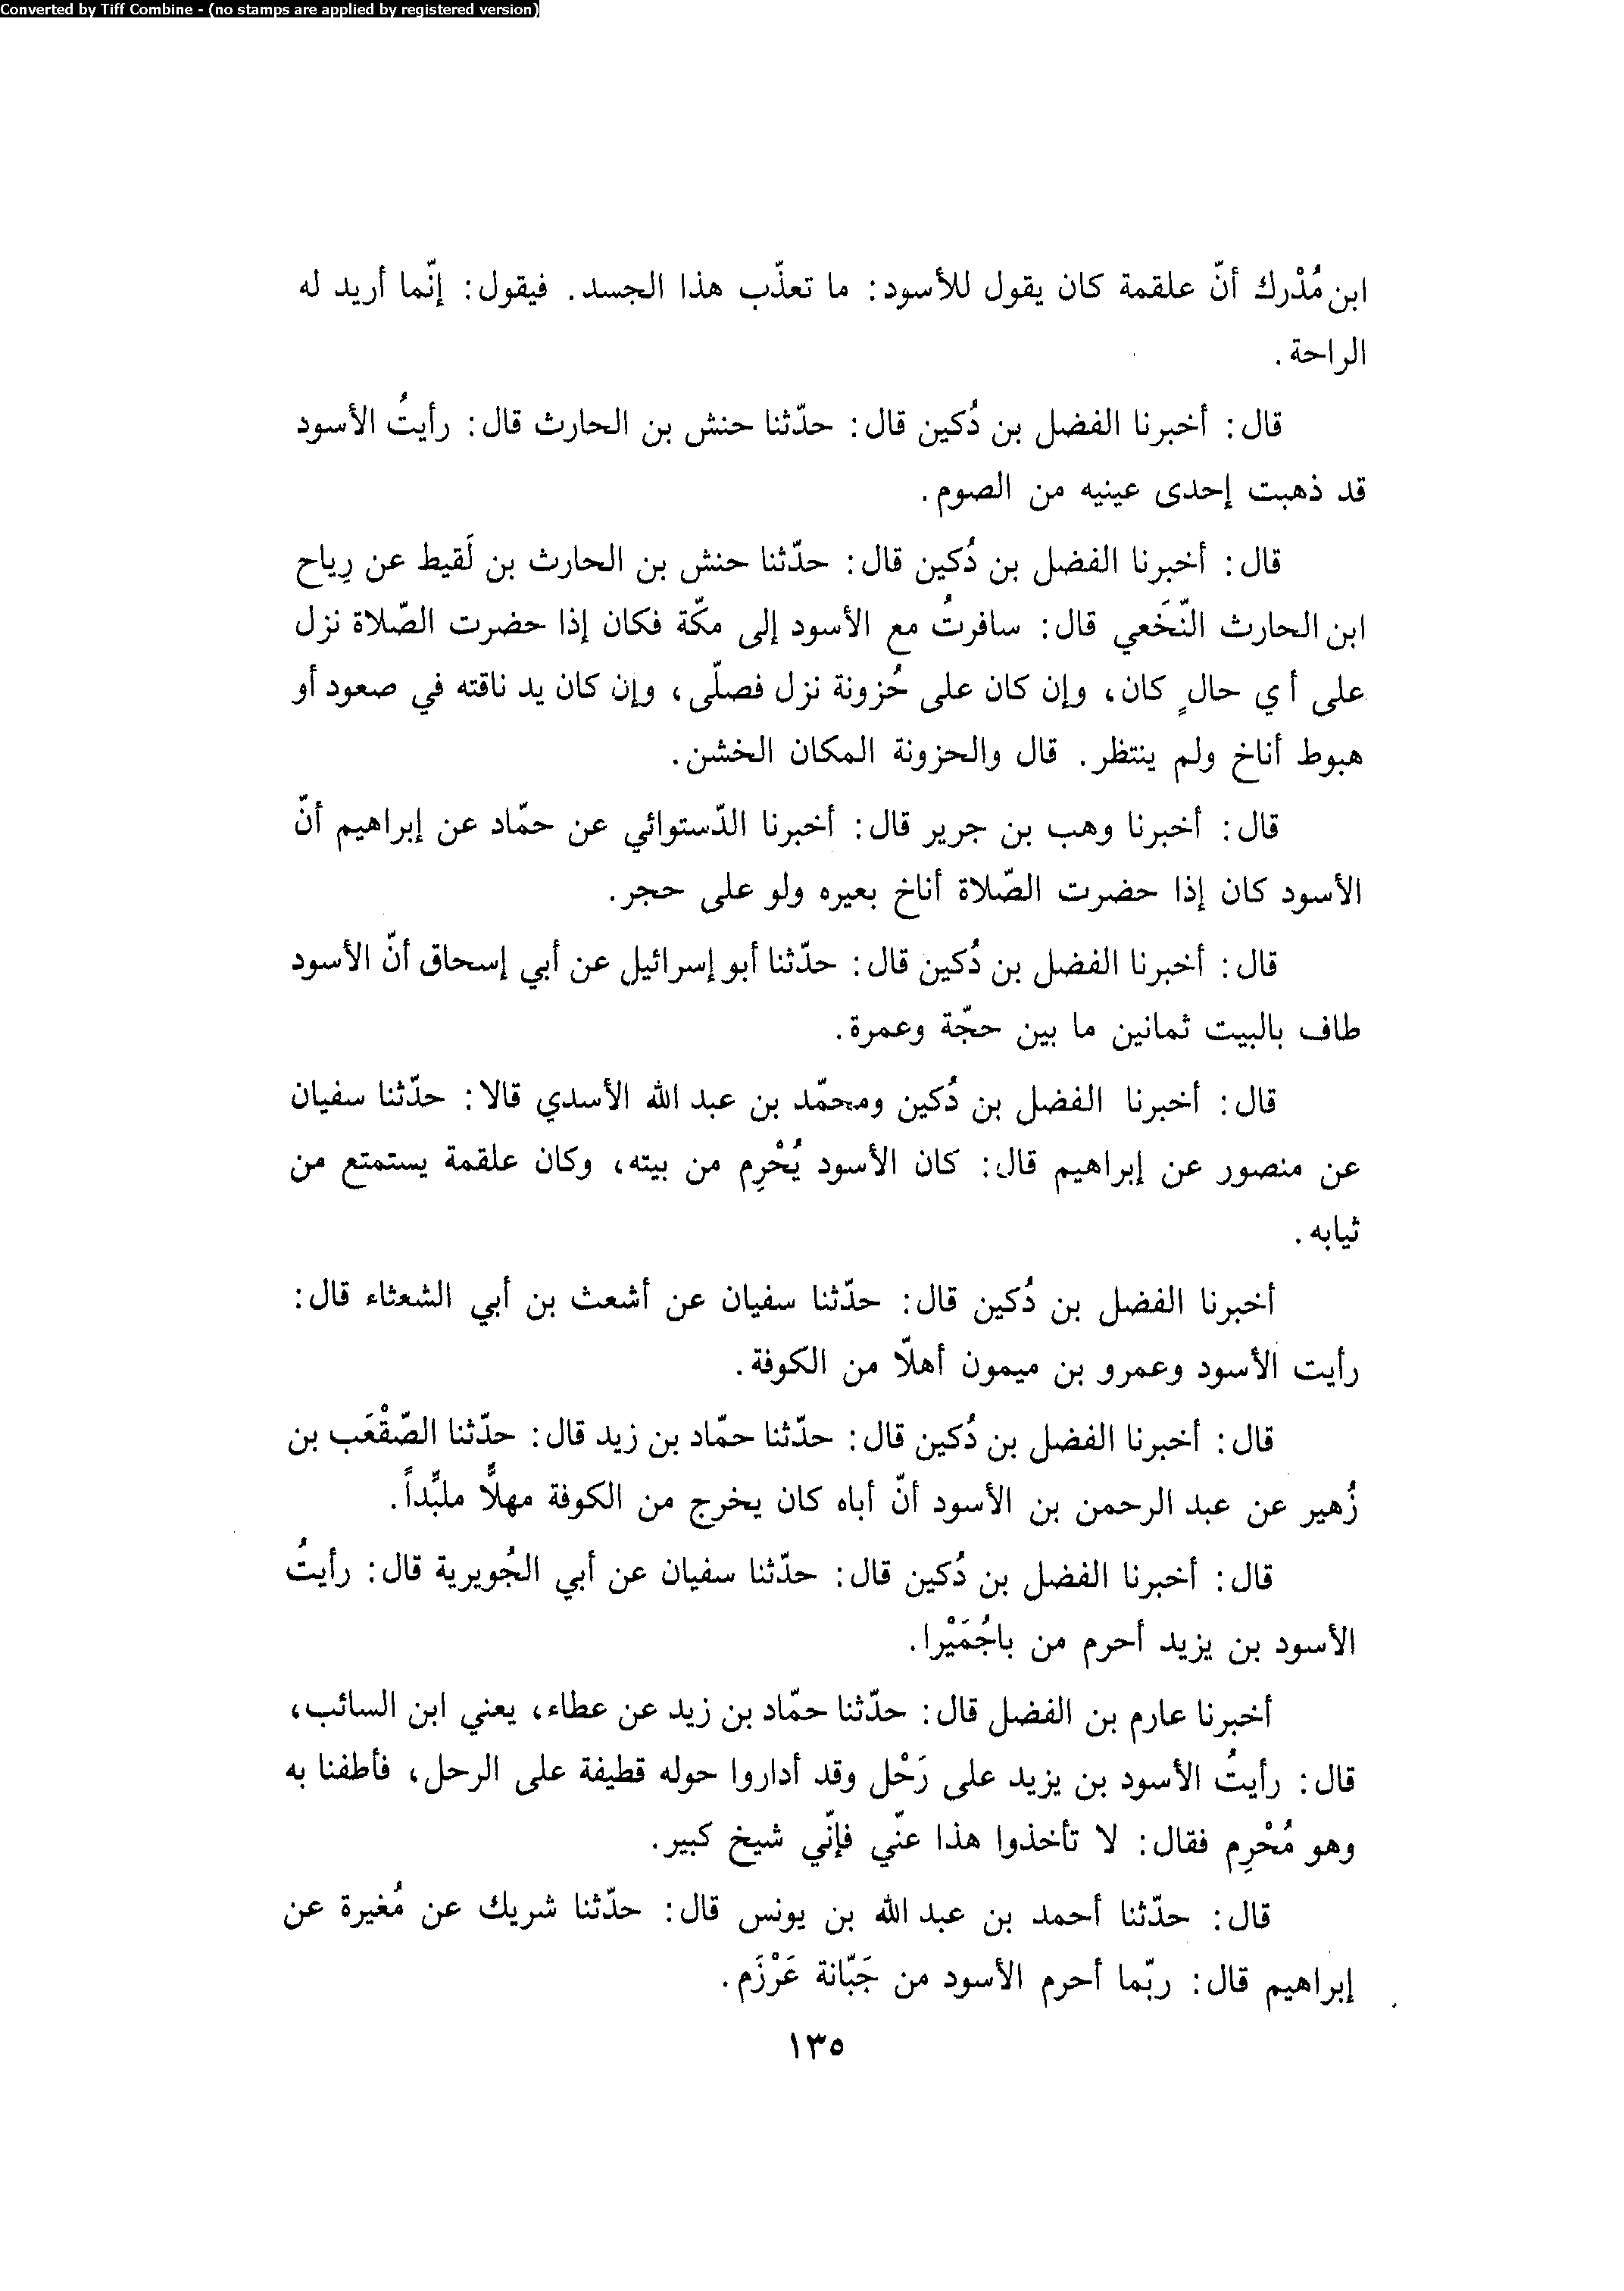 Converted by Tiff Combine - (no stamps are applied by registered version)
ابن مُدْرك أنّ علقمة كان يقول للأسود: ما تعذّب هذا الجسد. فيقول: إنّما أريد له
الراحة.
قال: أخبرنا الفضل بن دُكين قال: حدّثنا حنش بن الحارث قال: رأيتُ الأسود
قد ذهبت إحدى عينيه من الصوم.
قال: أخبرنا الفضل بن دُكين قال: حدّثنا حنش بن الحارث بن لَقيط عن رِياح
ابن الحارث النّخَعي قال: سافرتُ مع الأسود إلى مكّة فكان إذا حضرت الصّلاة نزل
على أي حالٍ كان، وإن كان على حُزونة نزل فصلّى، وإن كان يد ناقته في صعود أو
هبوط أناخ ولم ينتظر. قال والحزونة المكان الخشن.
قال: أخبرنا وهب بن جرير قال: أخبرنا الدّستوائي عن حمّاد عن إبراهيم أنّ
الأسود كان إذا حضرت الصّلاة أناخ بعيره ولو على حجر.
قال: أخبرنا الفضل بن دُكين قال: حدّثنا أبو إسرائيل عن أبي إسحاق أنّ الأسود
طاف بالبيت ثمانين ما بين حجّة وعمرة.
قال: أخبرنا الفضل بن دُكين ومحمّد بن عبد الله الأسدي قالا: حدّثنا سفيان
عن منصور عن إبراهيم قال: كان الأسود يُحْرِم من بيته، وكان علقمة يستمتع من
ثيابه.
أخبرنا الفضل بن دُكين قال: حدّثنا سفيان عن أشعث بن أبي الشعثاء قال:
رأيت الأسود وعمرو بن ميمون أهلّا من الكوفة.
قال: أخبرنا الفضل بن دُكين قال: حدّثنا حمّاد بن زيد قال: حدّثنا الصّقْعَب بن
زُهير عن عبد الرحمن بن الأسود أنّ أباه كان يخرج من الكوفة مهلًّا ملبِّداً.
قال: أخبرنا الفضل بن دُكين قال: حدّثنا سفيان عن أبي الجُويرية قال: رأيتُ
الأسود بن يزيد أحرم من باجُمَيْرا.
أخبرنا عارم بن الفضل قال: حدّثنا حمّاد بن زيد عن عطاء، يعني ابن السائب،
قال: رأيتُ الأسود بن يزيد على رَحْل وقد أداروا حوله قطيفة على الرحل، فأطفنا به
وهو مُحْرِم فقال: لا تأخذوا هذا عنّي فإنّي شيخ كبير.
قال: حدّثنا أحمد بن عبد الله بن يونس قال: حدّثنا شريك عن مُغيرة عن
إبراهيم قال: ربّما أحرم الأسود من جَبّانة عَرْزَم.
١٣٥